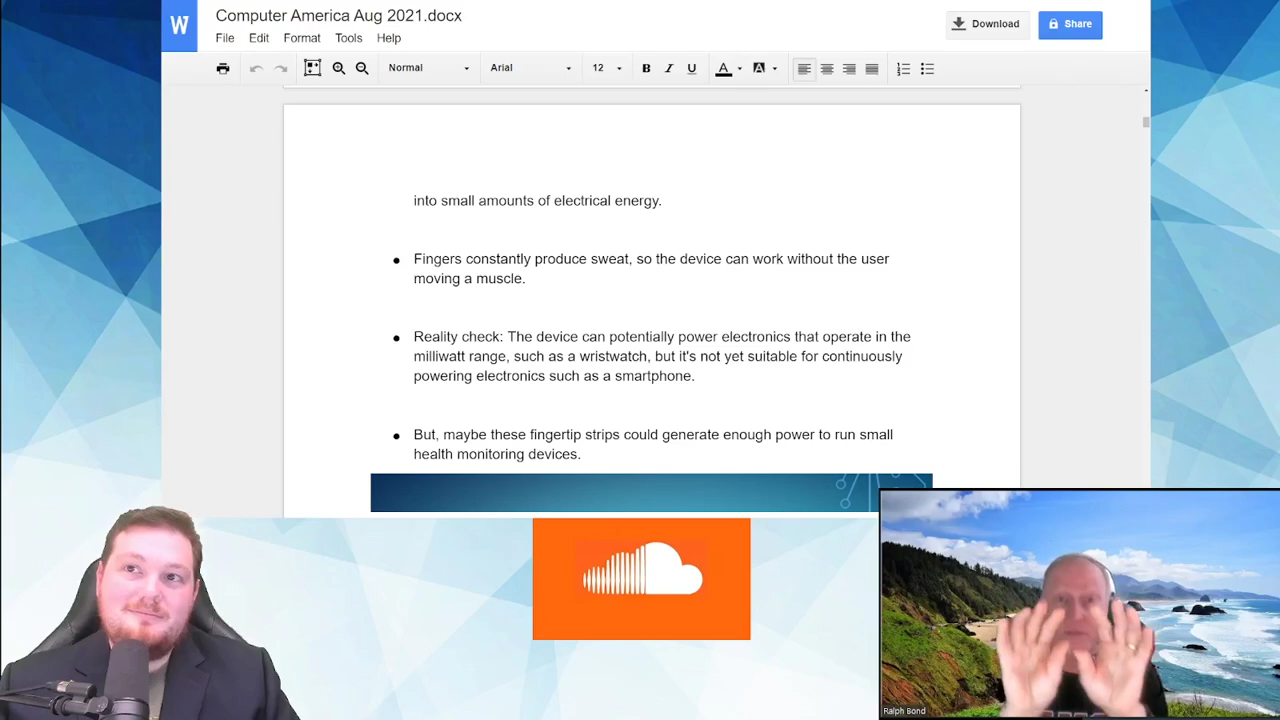 Computer America Aug 2021.docx
Download
Share
File Edit Format Tools Help
W
Normal
Arial
12
B I U A A
into small amounts of electrical energy.
● Fingers constantly produce sweat, so the device can work without the user
moving a muscle.
● Reality check: The device can potentially power electronics that operate in the
milliwatt range, such as a wristwatch, but it's not yet suitable for continuously
powering electronics such as a smartphone.
● But, maybe these fingertip strips could generate enough power to run small
health monitoring devices.
Ralph Bond